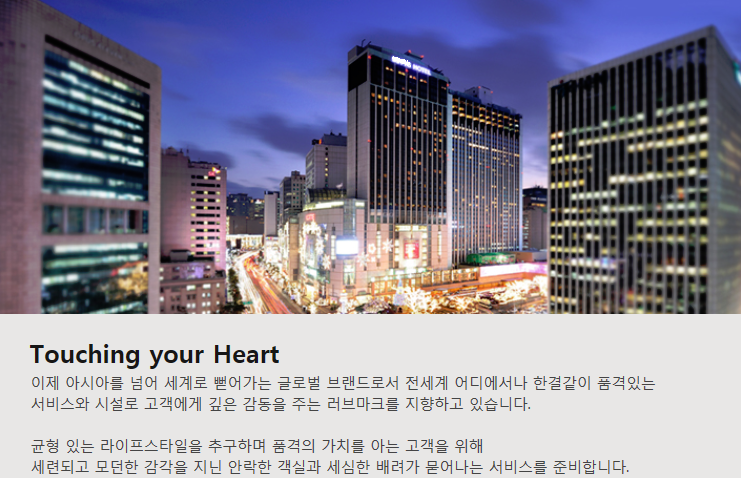 Touching your Heart
이제 아시아를 넘어 세계로 뻗어가는 글로벌 브랜드로서 전세계 어디에서나 한결같이 품격있는
서비스와 시설로 고객에게 깊은 감동을 주는 러브마크를 지향하고 있습니다.
균형 있는 라이프스타일을 추구하며 품격의 가치를 아는 고객을 위해
세련되고 모던한 감각을 지닌 안락한 객실과 세심한 배려가 묻어나는 서비스를 준비합니다.